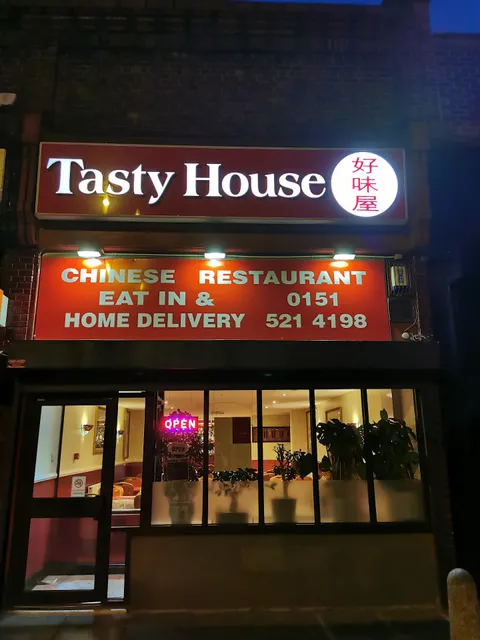 Tasty House
好
味
屋
CHINESE RESTAURANT
EAT IN & 0151
HOME DELIVERY 521 4198
OPEN